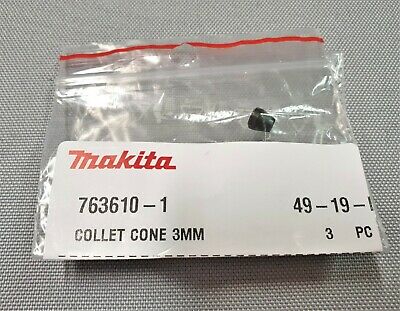 makita
763610-1 49-19-
COLLET CONE 3MM 3 PC